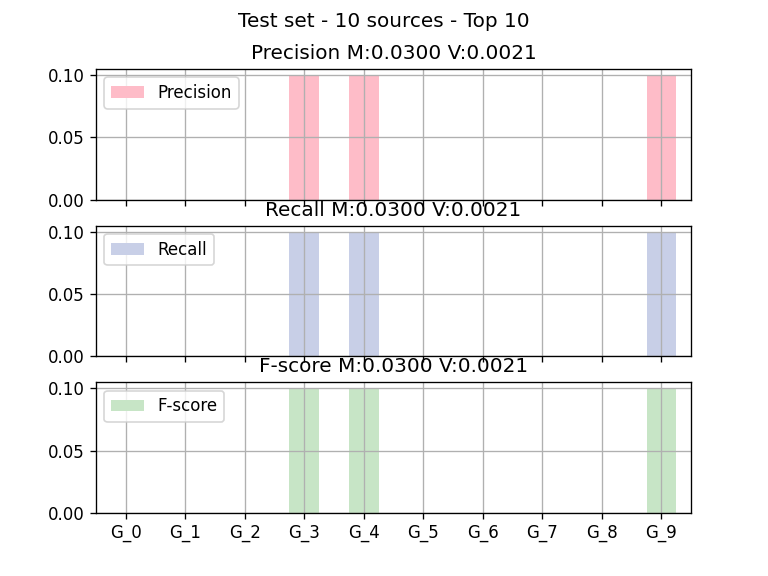 Test set - 10 sources - Top 10
Precision M:0.0300 V:0.0021
0.10
0.05
0.00
Precision
Recall M:0.0300 V:0.0021
0.10
0.05
0.00
Recall
F-score M:0.0300 V:0.0021
0.10
0.05
0.00
F-score
G_0 G_1 G_2 G_3 G_4 G_5 G_6 G_7 G_8 G_9